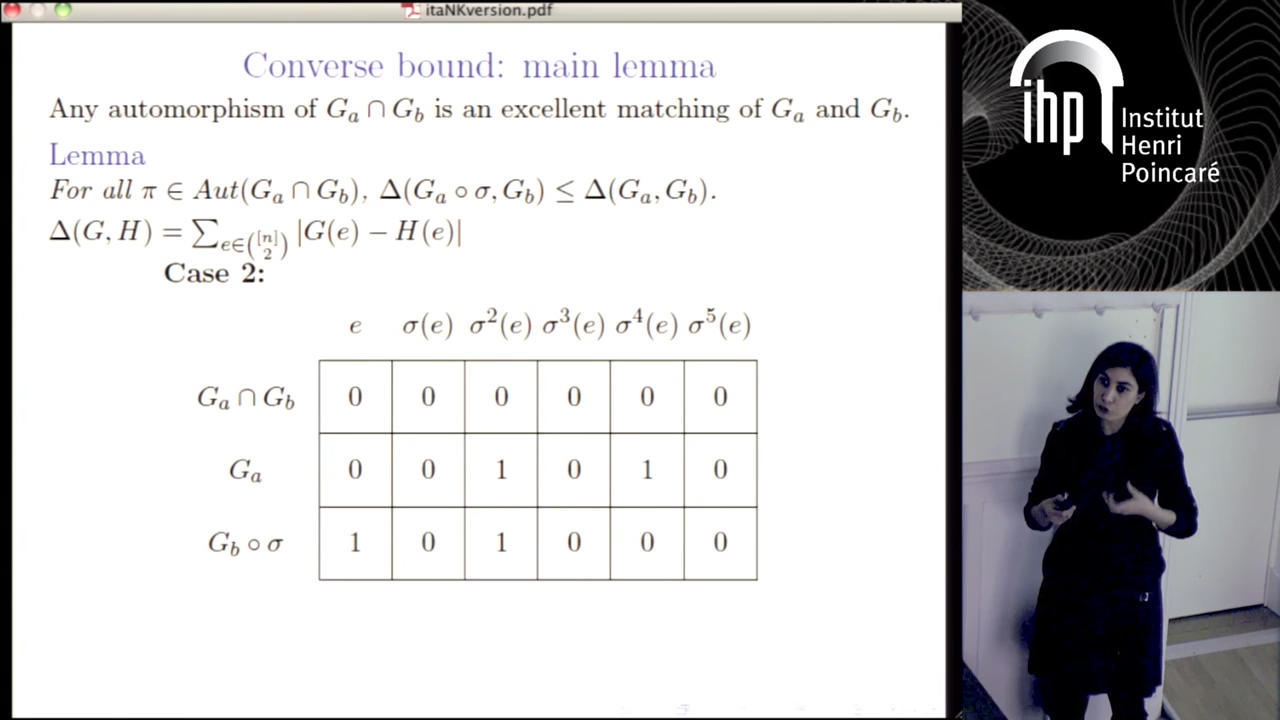 itaNKversion.pdf
Converse bound: main lemma
Any automorphism of G_a ∩ G_b is an excellent matching of G_a and G_b.
Lemma
For all π ∈ Aut(G_a ∩ G_b), Δ(G_a ∘ σ, G_b) ≤ Δ(G_a, G_b).
Δ(G, H) = ∑_{e∈([n] 2)} |G(e) − H(e)|
Case 2:
e σ(e) σ²(e) σ³(e) σ⁴(e) σ⁵(e)
G_a ∩ G_b 0 0 0 0 0 0
G_a 0 0 1 0 1 0
G_b ∘ σ 1 0 1 0 0 0
ihp
Institut
Henri
Poincaré